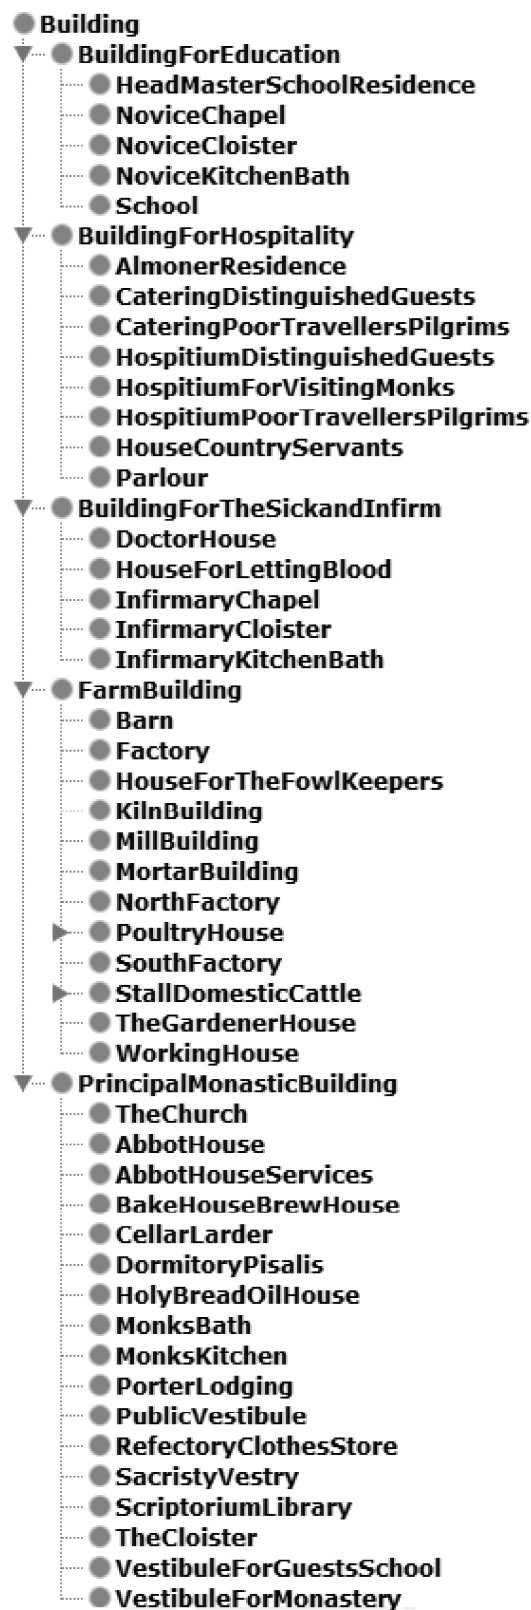 Building
BuildingForEducation
HeadMasterSchoolResidence
NoviceChapel
NoviceCloister
NoviceKitchenBath
School
BuildingForHospitality
AlmonerResidence
CateringDistinguishedGuests
CateringPoorTravellersPilgrims
HospitiumDistinguishedGuests
HospitiumForVisitingMonks
HospitiumPoorTravellersPilgrims
HouseCountryServants
Parlour
BuildingForTheSickandInfirm
DoctorHouse
HouseForLettingBlood
InfirmaryChapel
InfirmaryCloister
InfirmaryKitchenBath
FarmBuilding
Barn
Factory
HouseForTheFowlKeepers
KilnBuilding
MillBuilding
MortarBuilding
NorthFactory
PoultryHouse
SouthFactory
StallDomesticCattle
TheGardenerHouse
WorkingHouse
PrincipalMonasticBuilding
TheChurch
AbbotHouse
AbbotHouseServices
BakeHouseBrewHouse
CellarLarder
DormitoryPisalis
HolyBreadOilHouse
MonksBath
MonksKitchen
PorterLodging
PublicVestibule
RefectoryClothesStore
SacristyVestry
ScriptoriumLibrary
TheCloister
VestibuleForGuestsSchool
VestibuleForMonastery